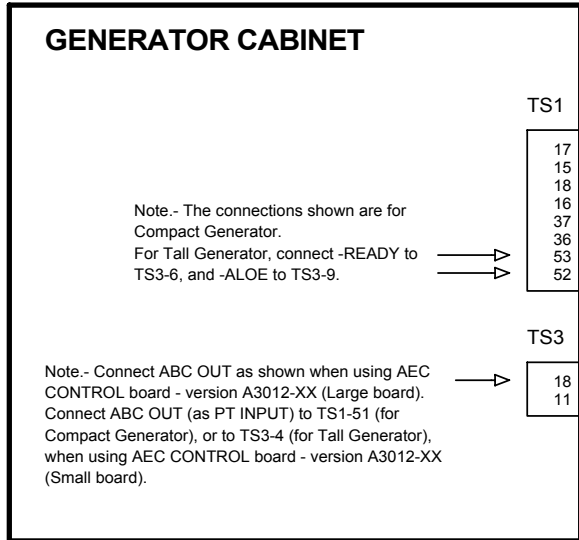 GENERATOR CABINET
TS1
17
15
18
16
37
36
53
52
Note.- The connections shown are for
Compact Generator.
For Tall Generator, connect -READY to
TS3-6, and -ALOE to TS3-9.
TS3
18
11
Note.- Connect ABC OUT as shown when using AEC
CONTROL board - version A3012-XX (Large board).
Connect ABC OUT (as PT INPUT) to TS1-51 (for
Compact Generator), or to TS3-4 (for Tall Generator),
when using AEC CONTROL board - version A3012-XX
(Small board).